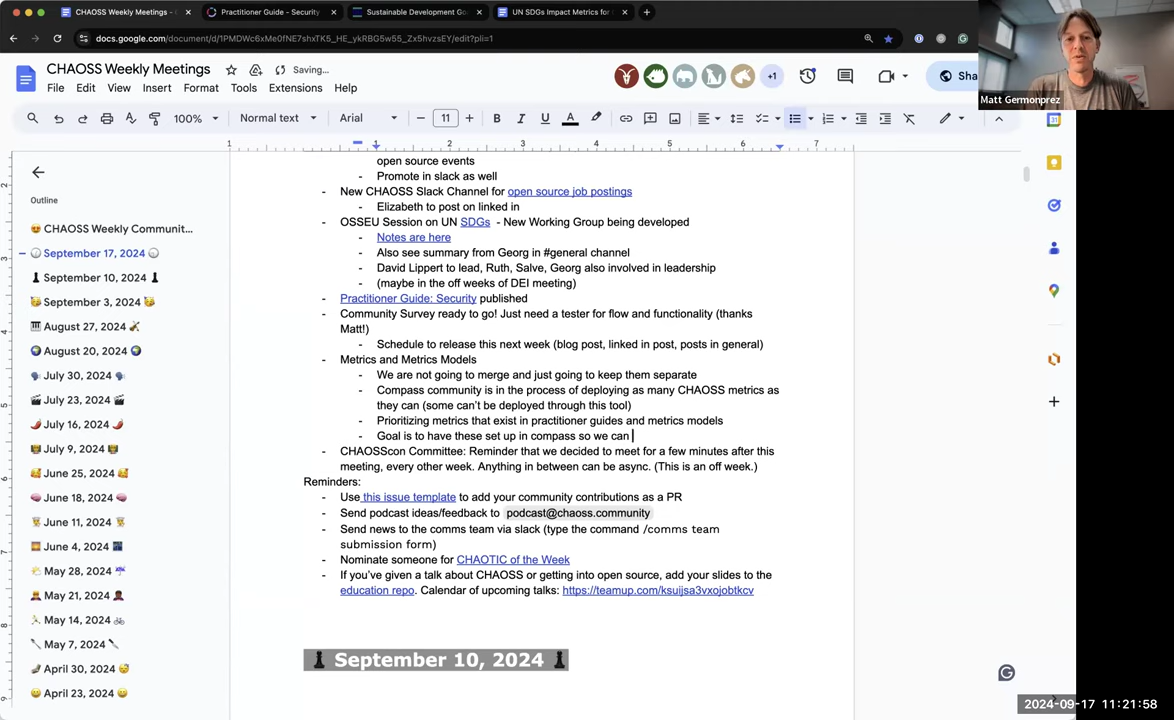 CHAOSS Weekly Meetings -
Practitioner Guide - Security
Sustainable Development Go
UN SDGs Impact Metrics for
docs.google.com/document/d/1PMDWc6xMe0fNE7shxTK5_HE_ykRBG5w55_Zx5hvzsEY/edit?pli=1
CHAOSS Weekly Meetings
Saving...
File Edit View Insert Format Tools Extensions Help
+1
Sha
Matt Germonprez
100% Normal text Arial 11 B I U A
31
1 1 2 3 4 5 6 7
Outline
CHAOSS Weekly Communit...
September 17, 2024
September 10, 2024
September 3, 2024
August 27, 2024
August 20, 2024
July 30, 2024
July 23, 2024
July 16, 2024
July 9, 2024
June 25, 2024
June 18, 2024
June 11, 2024
June 4, 2024
May 28, 2024
May 21, 2024
May 14, 2024
May 7, 2024
April 30, 2024
April 23, 2024
open source events
- Promote in slack as well
- New CHAOSS Slack Channel for open source job postings
- Elizabeth to post on linked in
- OSSEU Session on UN SDGs - New Working Group being developed
- Notes are here
- Also see summary from Georg in #general channel
- David Lippert to lead, Ruth, Salve, Georg also involved in leadership
- (maybe in the off weeks of DEI meeting)
- Practitioner Guide: Security published
- Community Survey ready to go! Just need a tester for flow and functionality (thanks
Matt!)
- Schedule to release this next week (blog post, linked in post, posts in general)
- Metrics and Metrics Models
- We are not going to merge and just going to keep them separate
- Compass community is in the process of deploying as many CHAOSS metrics as
they can (some can't be deployed through this tool)
- Prioritizing metrics that exist in practitioner guides and metrics models
- Goal is to have these set up in compass so we can
- CHAOSScon Committee: Reminder that we decided to meet for a few minutes after this
meeting, every other week. Anything in between can be async. (This is an off week.)
Reminders:
- Use this issue template to add your community contributions as a PR
- Send podcast ideas/feedback to podcast@chaoss.community
- Send news to the comms team via slack (type the command /comms team
submission form)
- Nominate someone for CHAOTIC of the Week
- If you've given a talk about CHAOSS or getting into open source, add your slides to the
education repo. Calendar of upcoming talks: https://teamup.com/ksuijsa3vxojobtkcv
September 10, 2024
2024-09-17 11:21:58